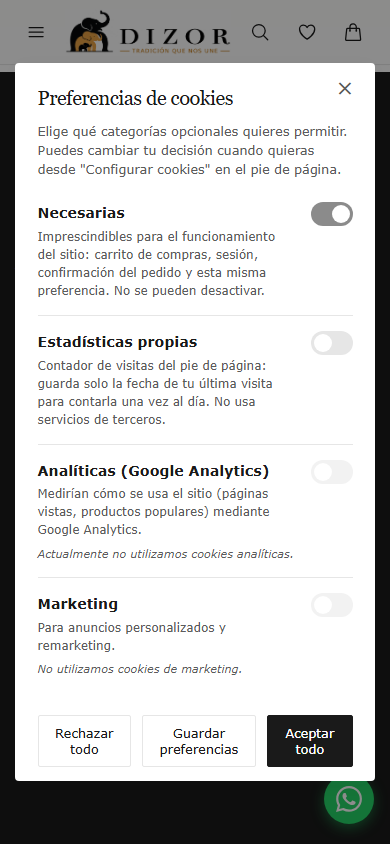 DIZOR
TRADICIÓN QUE NOS UNE
Preferencias de cookies
Elige qué categorías opcionales quieres permitir.
Puedes cambiar tu decisión cuando quieras
desde "Configurar cookies" en el pie de página.
Necesarias
Imprescindibles para el funcionamiento
del sitio: carrito de compras, sesión,
confirmación del pedido y esta misma
preferencia. No se pueden desactivar.
Estadísticas propias
Contador de visitas del pie de página:
guarda solo la fecha de tu última visita
para contarla una vez al día. No usa
servicios de terceros.
Analíticas (Google Analytics)
Medirían cómo se usa el sitio (páginas
vistas, productos populares) mediante
Google Analytics.
Actualmente no utilizamos cookies analíticas.
Marketing
Para anuncios personalizados y
remarketing.
No utilizamos cookies de marketing.
Rechazar
todo
Guardar
preferencias
Aceptar
todo